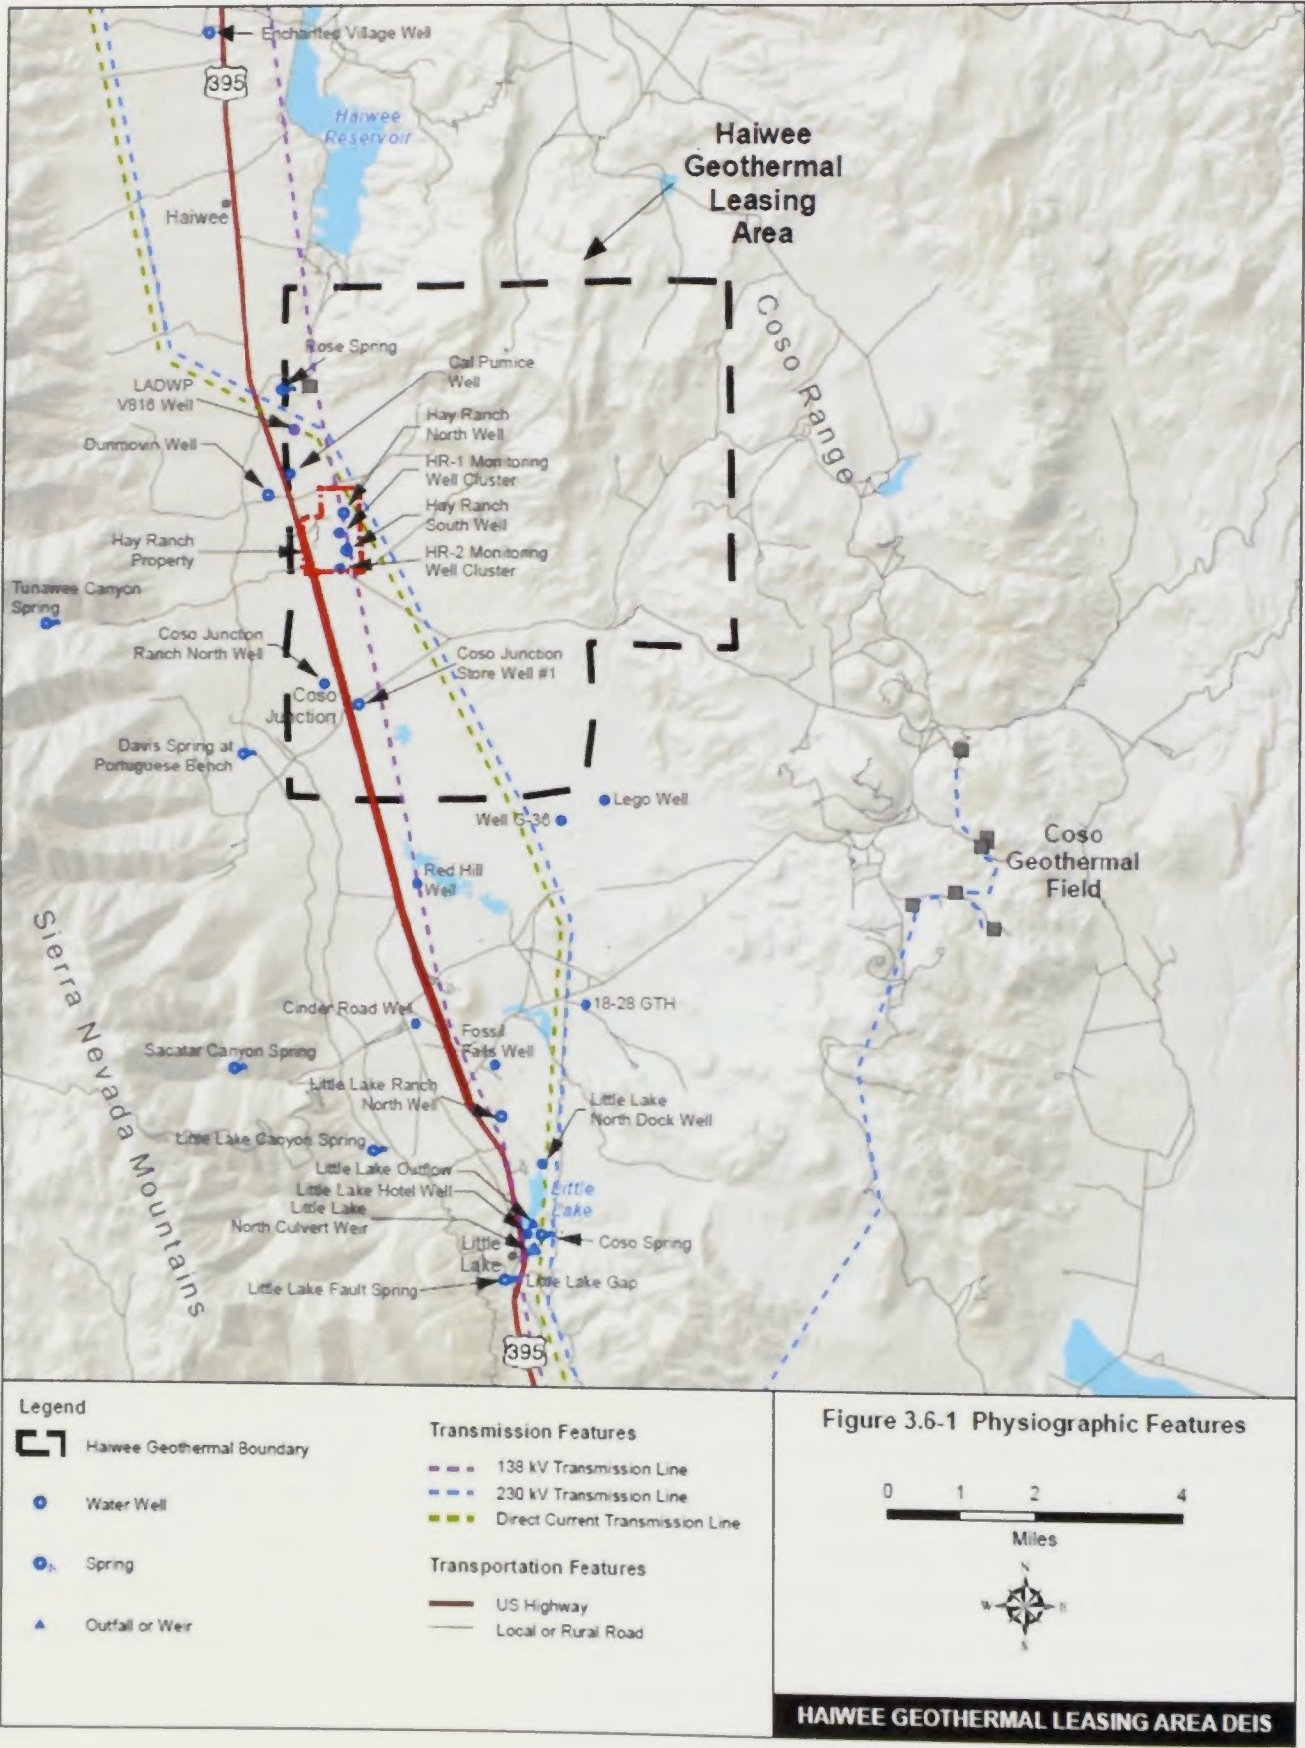 Enchanted Village Well
395
Haiwee
Reservoir
Haiwee
Geothermal
Leasing
Area
Haiwee
Coso Range
Rose Spring
Cal Pumice
Well
LADWP
V816 Well
Hay Ranch
North Well
Dunmovin Well
HR-1 Monitoring
Well Cluster
Hay Ranch
South Well
Hay Ranch
Property
HR-2 Monitoring
Well Cluster
Tunawee Canyon
Spring
Coso Junction
Ranch North Well
Coso Junction
Store Well #1
Coso
Junction
Davis Spring at
Portuguese Bench
Lego Well
Well G-36
Coso
Geothermal
Field
Red Hill
Well
Sierra Nevada Mountains
Cinder Road Well
18-28 GTH
Fossil
Falls Well
Sacatar Canyon Spring
Little Lake Ranch
North Well
Little Lake
North Dock Well
Little Lake Canyon Spring
Little Lake Outflow
Little Lake Hotel Well
Little
Lake
Little Lake
North Culvert Weir
Little
Lake
Coso Spring
Little Lake Fault Spring
Little Lake Gap
395
Legend
Haiwee Geothermal Boundary
Water Well
Spring
Outfall or Weir
Transmission Features
138 kV Transmission Line
230 kV Transmission Line
Direct Current Transmission Line
Transportation Features
US Highway
Local or Rural Road
Figure 3.6-1 Physiographic Features
0 1 2 4
Miles
N
W E
S
HAIWEE GEOTHERMAL LEASING AREA DEIS